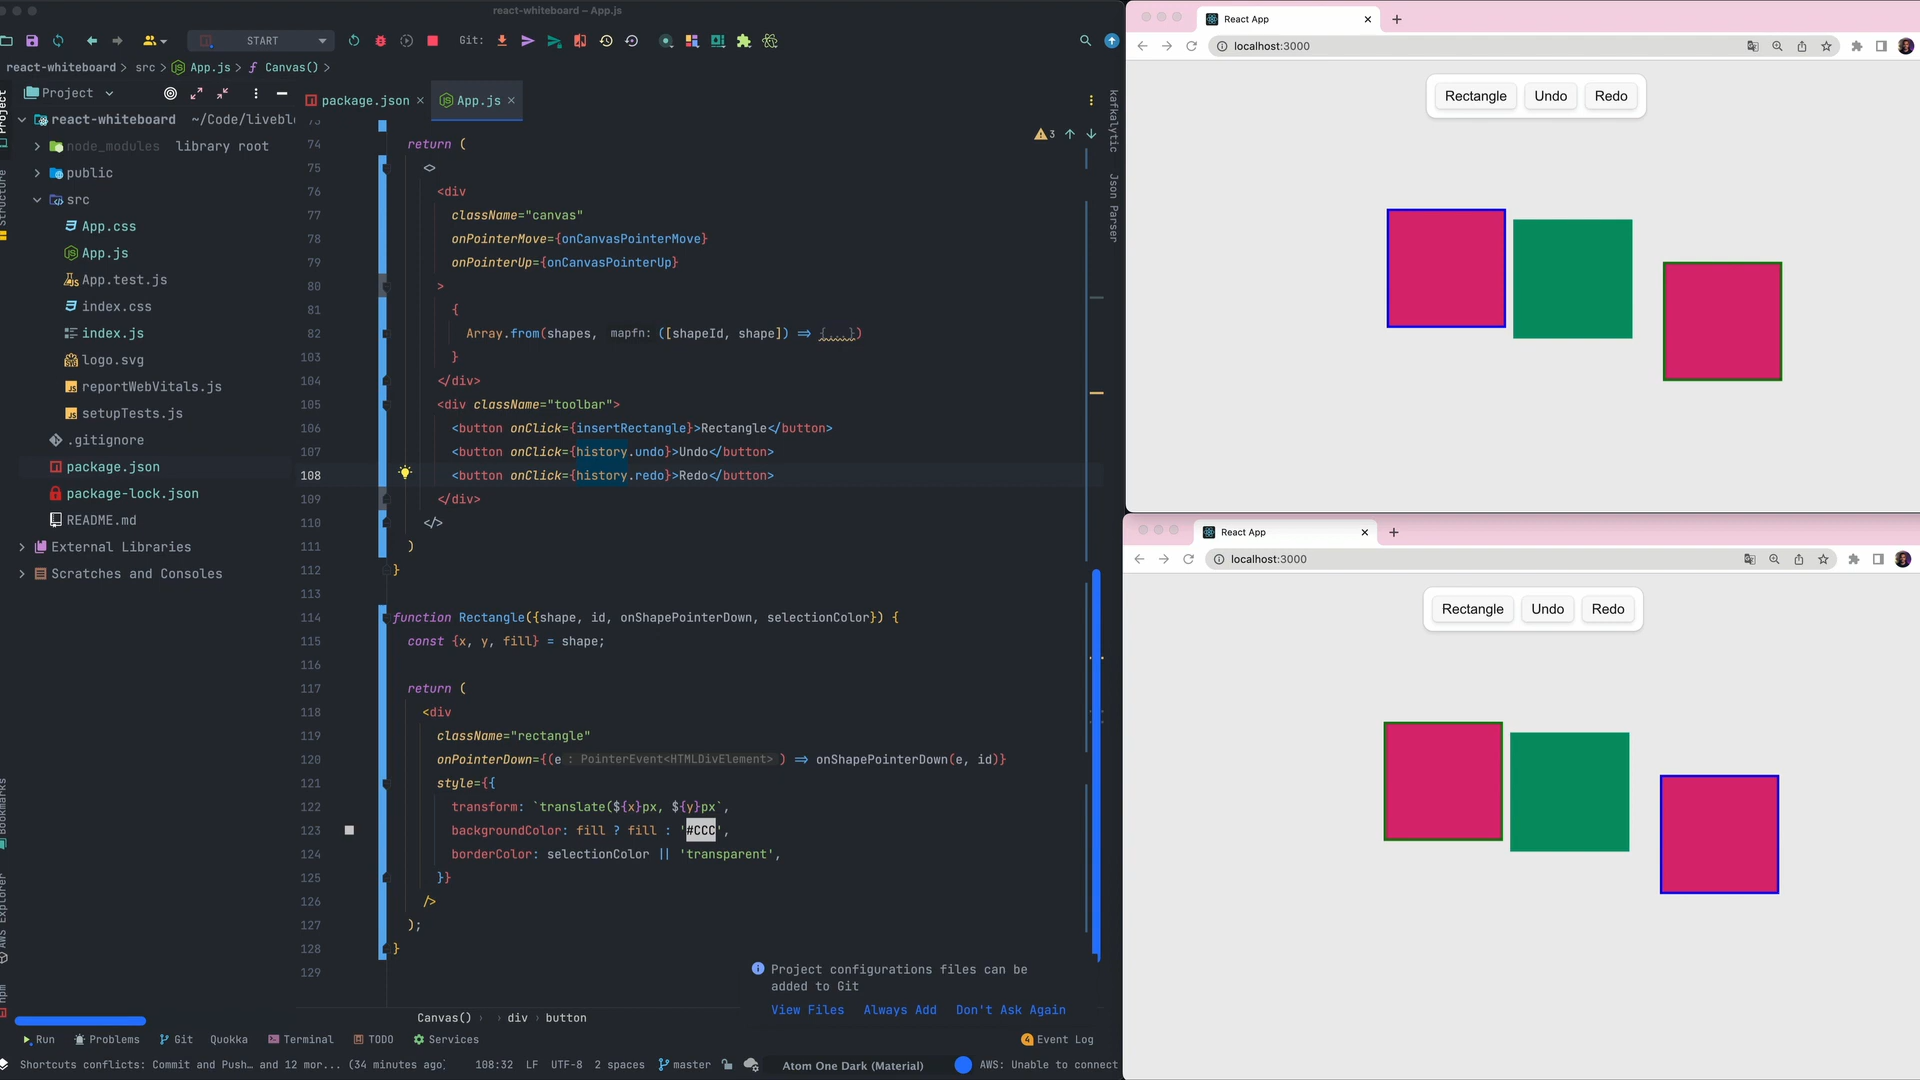 react-whiteboard – App.js
START
Git:
react-whiteboard
src
App.js
Canvas()
Project
package.json
App.js
react-whiteboard ~/Code/liveblo
node_modules library root
public
src
App.css
App.js
App.test.js
index.css
index.js
logo.svg
reportWebVitals.js
setupTests.js
.gitignore
package.json
package-lock.json
README.md
External Libraries
Scratches and Consoles
Project
Structure
Bookmarks
AWS Explorer
npm
3
kafkalytic
Json Parser
74 return (
75 <>
76 <div
77 className="canvas"
78 onPointerMove={onCanvasPointerMove}
79 onPointerUp={onCanvasPointerUp}
80 >
81 {
82 Array.from(shapes, mapfn: ([shapeId, shape]) => {...})
103 }
104 </div>
105 <div className="toolbar">
106 <button onClick={insertRectangle}>Rectangle</button>
107 <button onClick={history.undo}>Undo</button>
108 <button onClick={history.redo}>Redo</button>
109 </div>
110 </>
111 )
112 }
113
114 function Rectangle({shape, id, onShapePointerDown, selectionColor}) {
115 const {x, y, fill} = shape;
116
117 return (
118 <div
119 className="rectangle"
120 onPointerDown={(e : PointerEvent<HTMLDivElement> ) => onShapePointerDown(e, id)}
121 style={{
122 transform: `translate(${x}px, ${y}px`,
123 backgroundColor: fill ? fill : '#CCC',
124 borderColor: selectionColor || 'transparent',
125 }}
126 />
127 );
128 }
129
Project configurations files can be
added to Git
View Files Always Add Don't Ask Again
Canvas() div button
Run Problems Git Quokka Terminal TODO Services
4 Event Log
Shortcuts conflicts: Commit and Push… and 12 mor... (34 minutes ago)
108:32 LF UTF-8 2 spaces master Atom One Dark (Material) AWS: Unable to connect
React App
localhost:3000
Rectangle Undo Redo
React App
localhost:3000
Rectangle Undo Redo